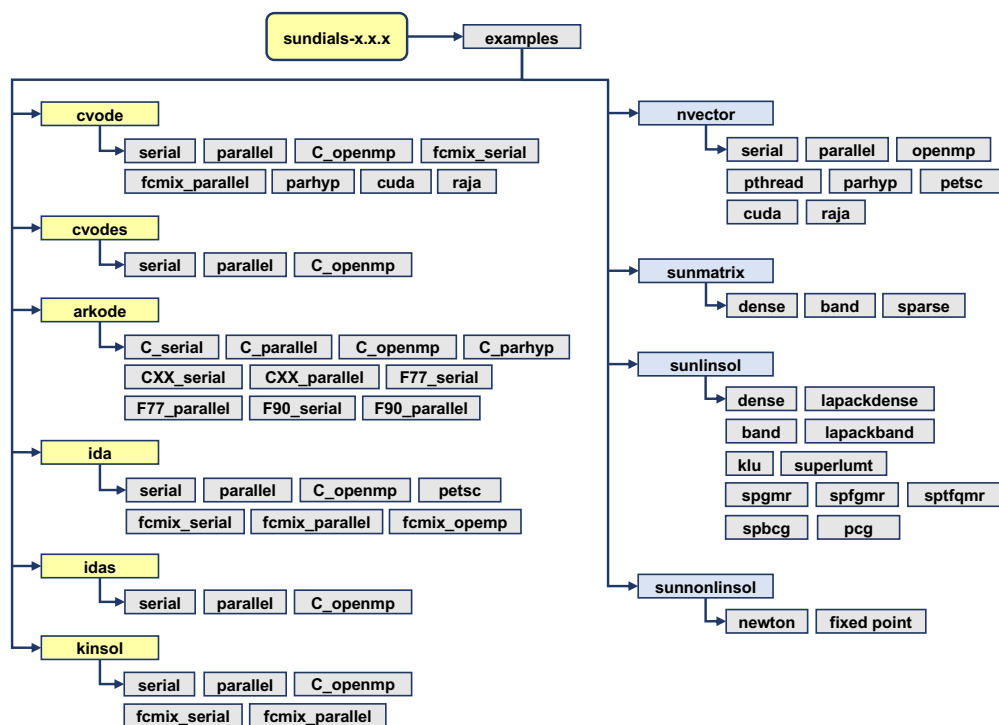 sundials-x.x.x examples
cvode
serial parallel C_openmp fcmix_serial
fcmix_parallel parhyp cuda raja
cvodes
serial parallel C_openmp
arkode
C_serial C_parallel C_openmp C_parhyp
CXX_serial CXX_parallel F77_serial
F77_parallel F90_serial F90_parallel
ida
serial parallel C_openmp petsc
fcmix_serial fcmix_parallel fcmix_opemp
idas
serial parallel C_openmp
kinsol
serial parallel C_openmp
fcmix_serial fcmix_parallel
nvector
serial parallel openmp
pthread parhyp petsc
cuda raja
sunmatrix
dense band sparse
sunlinsol
dense lapackdense
band lapackband
klu superlumt
spgmr spfgmr sptfqmr
spbcg pcg
sunnonlinsol
newton fixed point